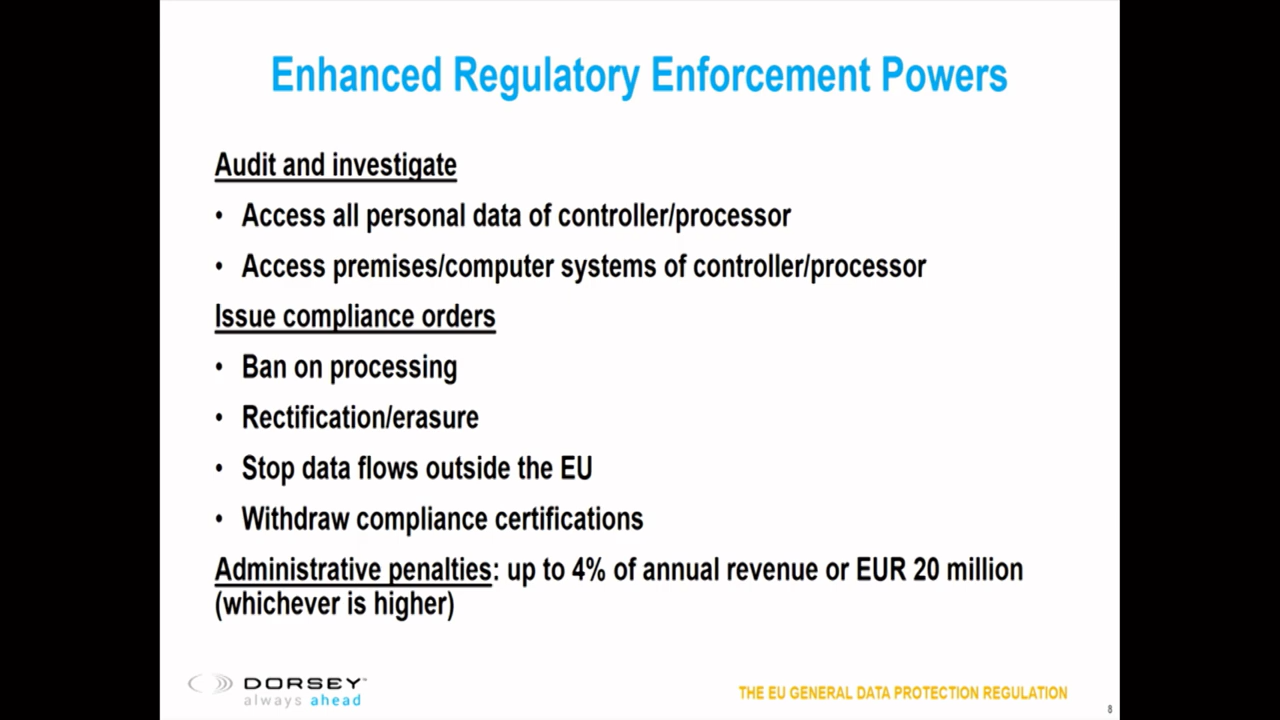 Enhanced Regulatory Enforcement Powers
Audit and investigate
• Access all personal data of controller/processor
• Access premises/computer systems of controller/processor
Issue compliance orders
• Ban on processing
• Rectification/erasure
• Stop data flows outside the EU
• Withdraw compliance certifications
Administrative penalties: up to 4% of annual revenue or EUR 20 million
(whichever is higher)
DORSEY™
always ahead
THE EU GENERAL DATA PROTECTION REGULATION
8